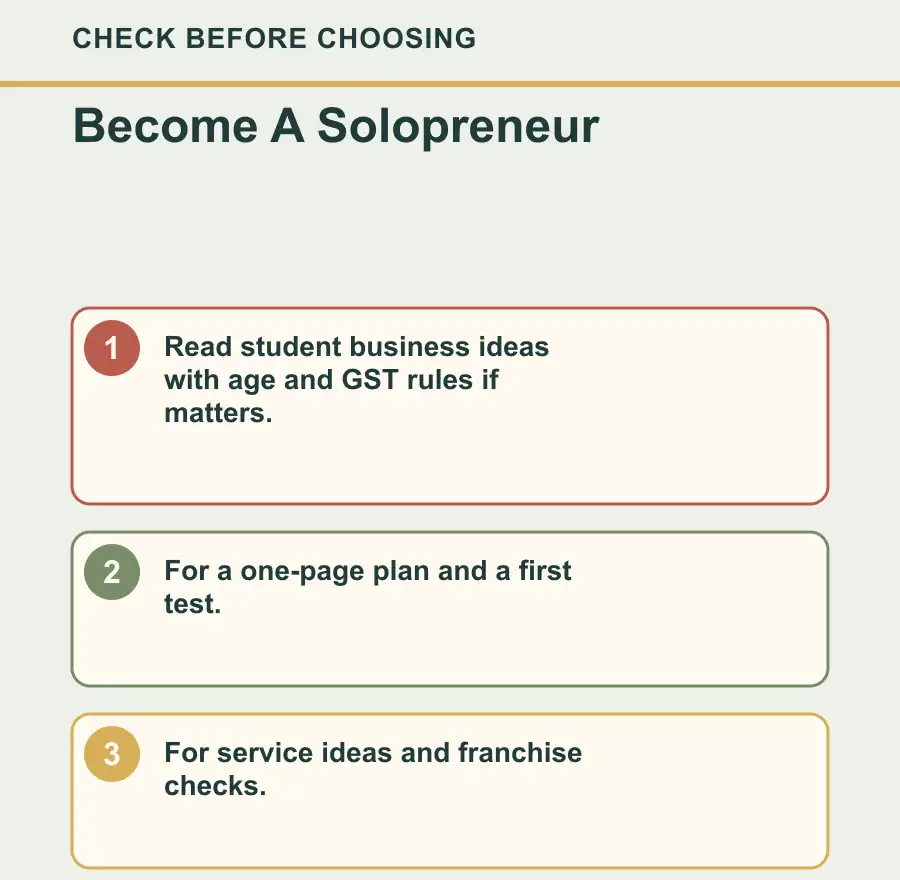 CHECK BEFORE CHOOSING
Become A Solopreneur
1
Read student business ideas
with age and GST rules if
matters.
2
For a one-page plan and a first
test.
3
For service ideas and franchise
checks.